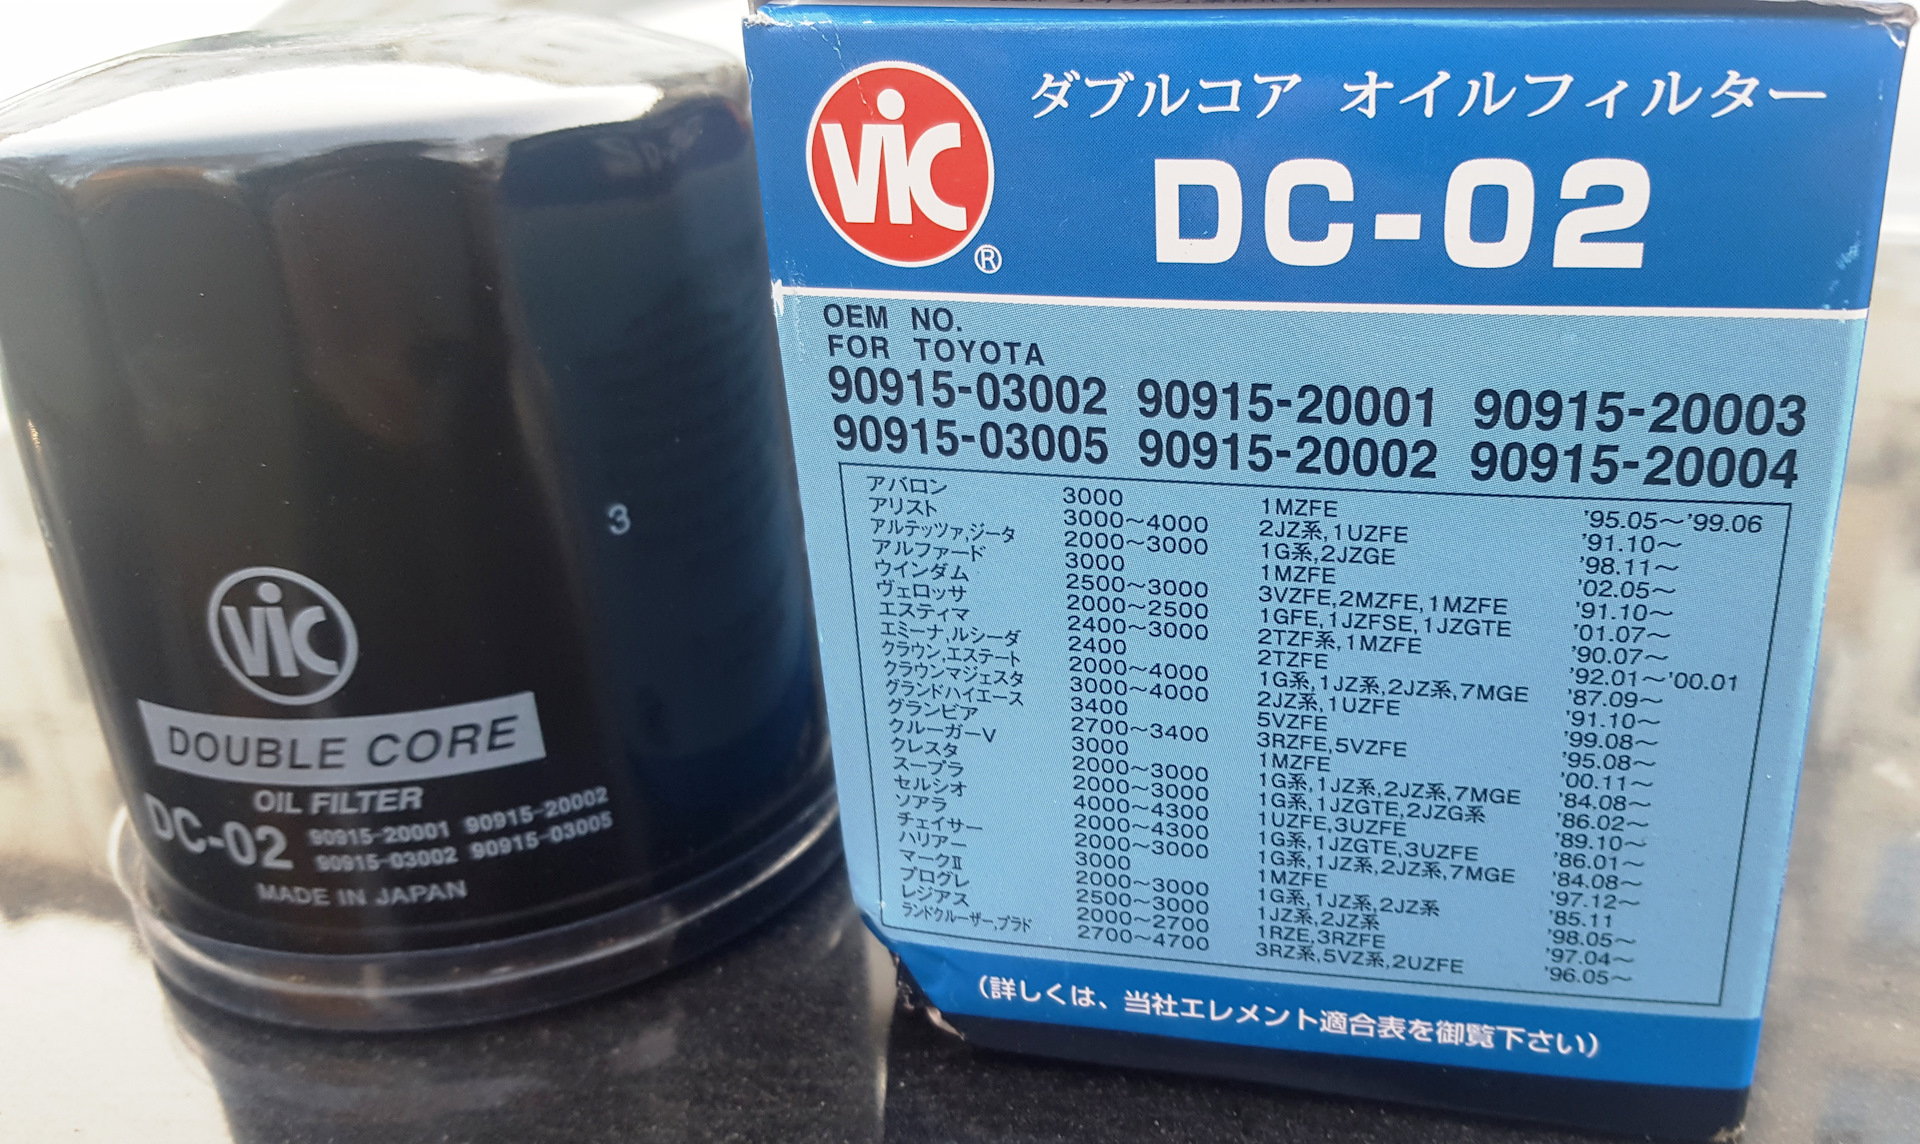 ViC
DOUBLE CORE
OIL FILTER
DC-02 90915-20001 90915-20002
90915-03002 90915-03005
MADE IN JAPAN
3
ViC ®
ダブルコア オイルフィルター
DC-02
OEM NO.
FOR TOYOTA
90915-03002 90915-20001 90915-20003
90915-03005 90915-20002 90915-20004
アバロン 3000 1MZFE '95.05～'99.06
アリスト 3000～4000 2JZ系,1UZFE '91.10～
アルテッツァ,ジータ 2000～3000 1G系,2JZGE '98.11～
アルファード 3000 1MZFE '02.05～
ウインダム 2500～3000 3VZFE,2MZFE,1MZFE '91.10～
ヴェロッサ 2000～2500 1GFE,1JZFSE,1JZGTE '01.07～
エスティマ 2400～3000 2TZF系,1MZFE '90.07～
エミーナ,ルシーダ 2400 2TZFE '92.01～'00.01
クラウン,エステート 2000～4000 1G系,1JZ系,2JZ系,7MGE '87.09～
クラウンマジェスタ 3000～4000 2JZ系,1UZFE '91.10～
グランドハイエース 3400 5VZFE '99.08～
グランビア 2700～3400 3RZFE,5VZFE '95.08～
クルーガーV 3000 1MZFE '00.11～
クレスタ 2000～3000 1G系,1JZ系,2JZ系,7MGE '84.08～
スープラ 2000～3000 1G系,1JZGTE,2JZG系 '86.02～
セルシオ 4000～4300 1UZFE,3UZFE '89.10～
ソアラ 2000～4300 1G系,1JZGTE,3UZFE '86.01～
チェイサー 2000～3000 1G系,1JZ系,2JZ系,7MGE '84.08～
ハリアー 3000 1MZFE '97.12～
マークⅡ 2000～3000 1G系,1JZ系,2JZ系 '85.11
プログレ 2500～3000 1JZ系,2JZ系 '98.05～
レジアス 2000～2700 1RZE,3RZFE '97.04～
ランドクルーザー,プラド 2700～4700 3RZ系,5VZ系,2UZFE '96.05～
（詳しくは、当社エレメント適合表を御覧下さい）